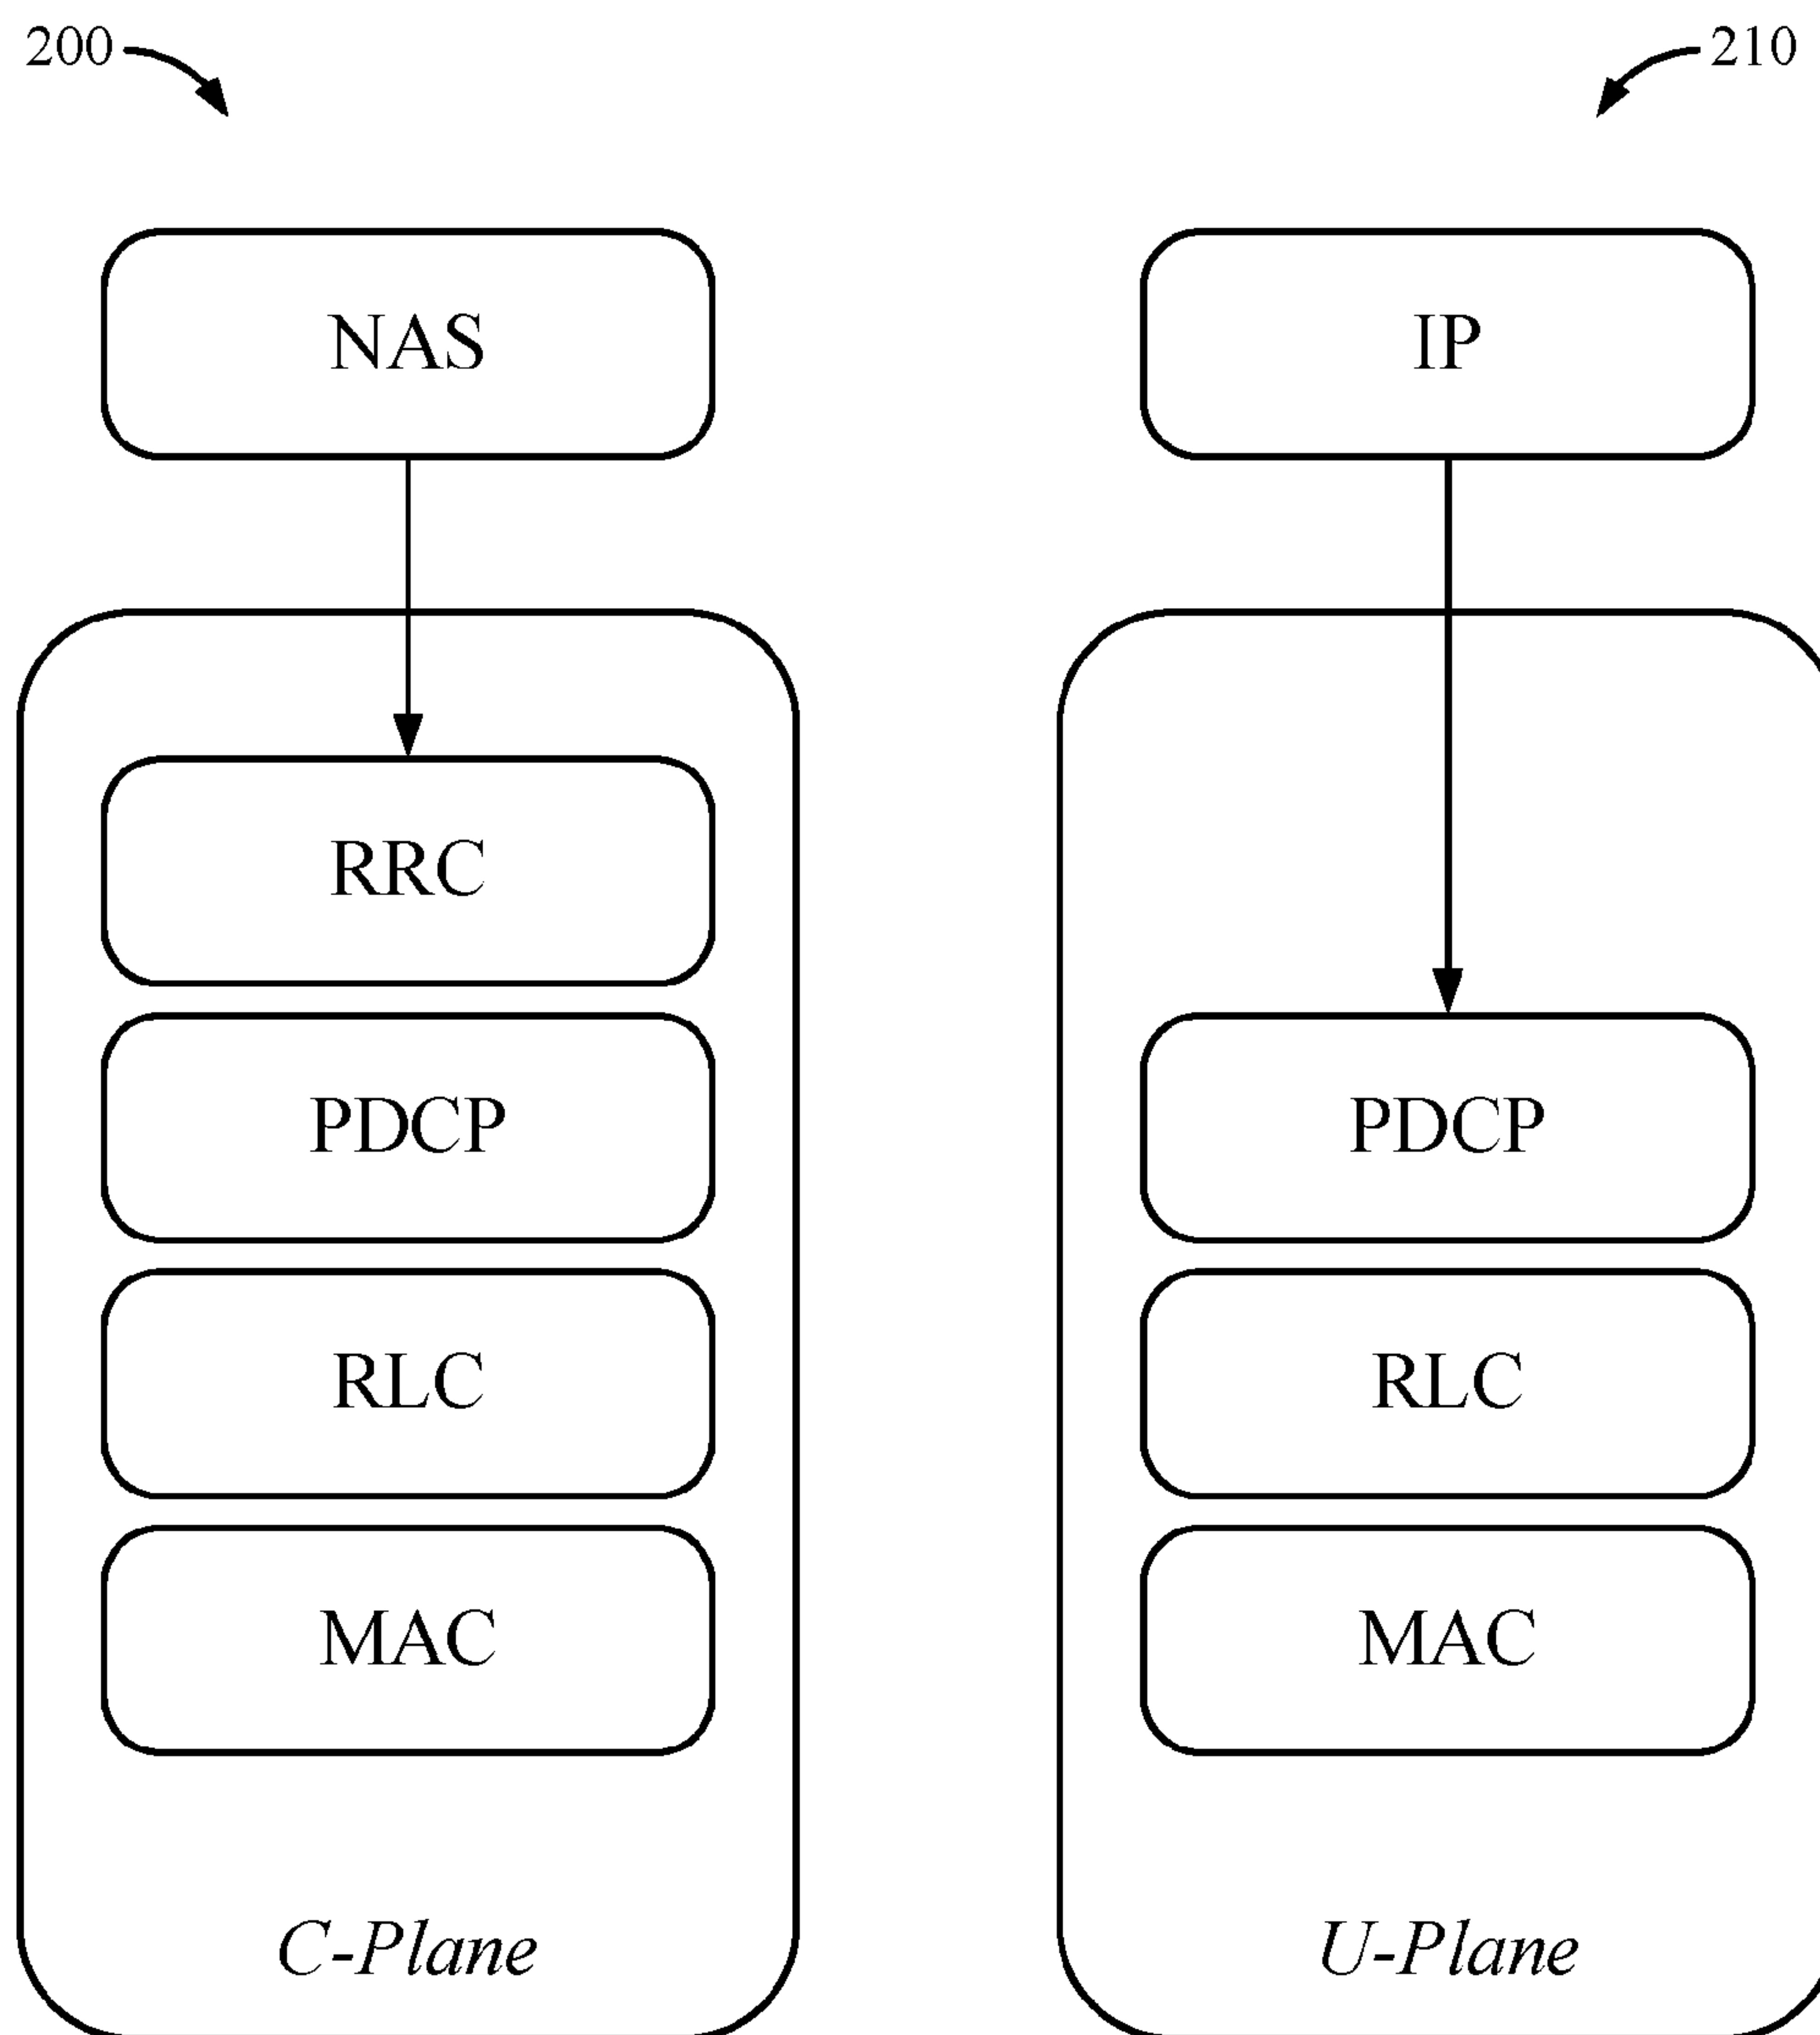 200
210
NAS
IP
RRC
PDCP
PDCP
RLC
RLC
MAC
MAC
C-Plane
U-Plane